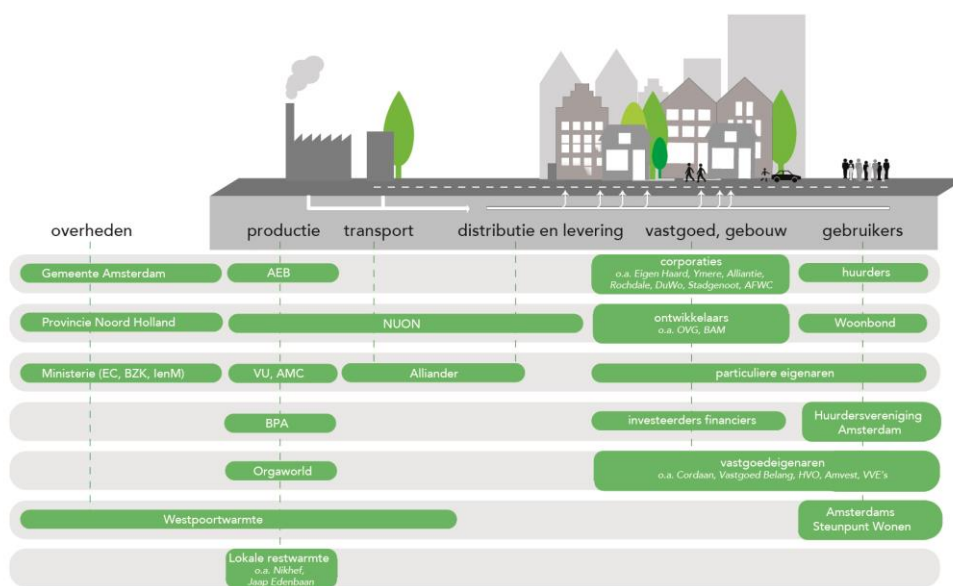 overheden
productie
transport
distributie en levering
vastgoed, gebouw
gebruikers
Gemeente Amsterdam
AEB
corporaties
o.a. Eigen Haard, Ymere, Alliantie,
Rochdale, DuWo, Stadgenoot, AFWC
huurders
Provincie Noord Holland
NUON
ontwikkelaars
o.a. OVG, BAM
Woonbond
Ministerie (EC, BZK, IenM)
VU, AMC
Alliander
particuliere eigenaren
BPA
investeerders financiers
Huurdersvereniging
Amsterdam
Orgaworld
vastgoedeigenaren
o.a. Cordaan, Vastgoed Belang, HVO, Amvest, VVE's
Westpoortwarmte
Amsterdams
Steunpunt Wonen
Lokale restwarmte
o.a. Nikhef,
Jaap Edenbaan